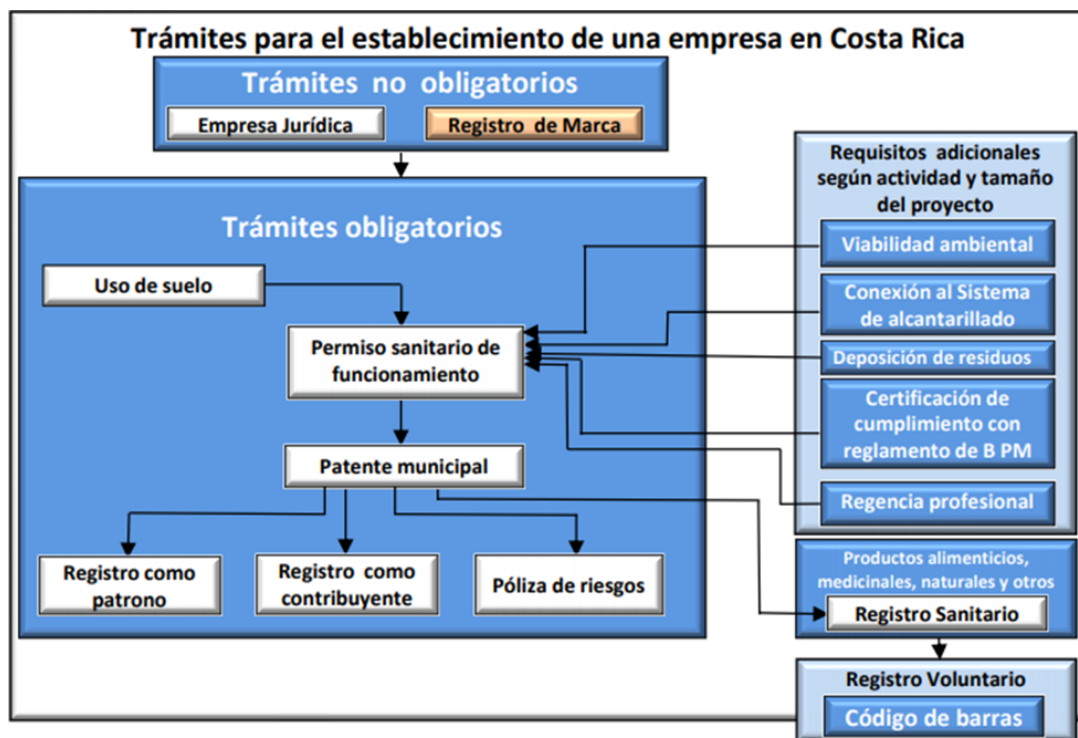 Trámites para el establecimiento de una empresa en Costa Rica
Trámites no obligatorios
Empresa Jurídica
Registro de Marca
Trámites obligatorios
Uso de suelo
Permiso sanitario de
funcionamiento
Patente municipal
Registro como
patrono
Registro como
contribuyente
Póliza de riesgos
Requisitos adicionales
según actividad y tamaño
del proyecto
Viabilidad ambiental
Conexión al Sistema
de alcantarillado
Deposición de residuos
Certificación de
cumplimiento con
reglamento de B PM
Regencia profesional
Productos alimenticios,
medicinales, naturales y otros
Registro Sanitario
Registro Voluntario
Código de barras